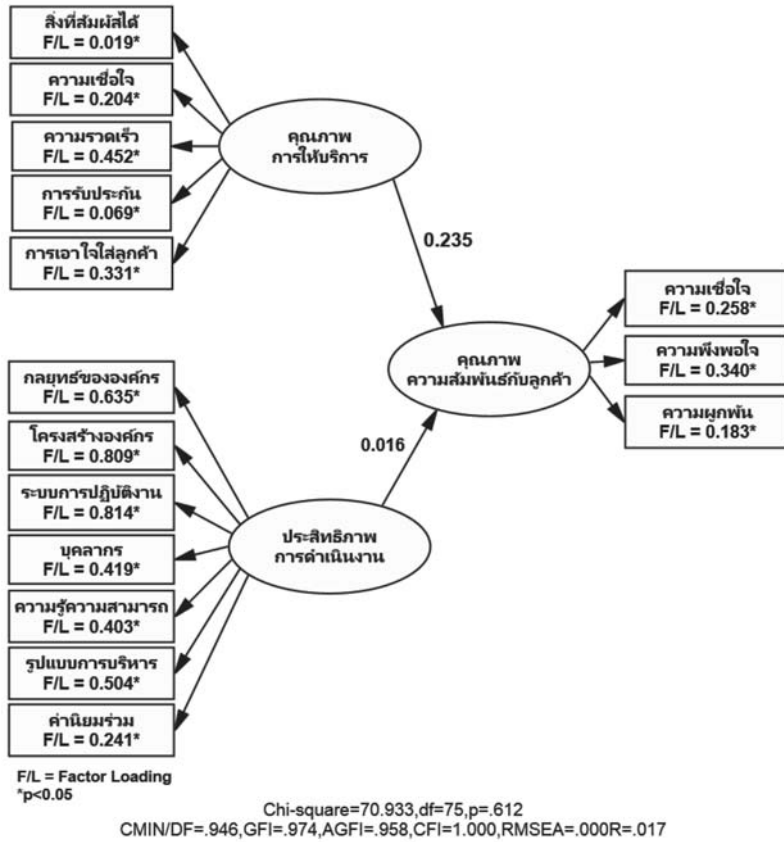 สิ่งที่สัมผัสได้
F/L = 0.019*
ความเชื่อใจ
F/L = 0.204*
ความรวดเร็ว
F/L = 0.452*
การรับประกัน
F/L = 0.069*
การเอาใจใส่ลูกค้า
F/L = 0.331*
คุณภาพ
การให้บริการ
0.235
กลยุทธ์ขององค์กร
F/L = 0.635*
โครงสร้างองค์กร
F/L = 0.809*
ระบบการปฏิบัติงาน
F/L = 0.814*
บุคลากร
F/L = 0.419*
ความรู้ความสามารถ
F/L = 0.403*
รูปแบบการบริหาร
F/L = 0.504*
ค่านิยมร่วม
F/L = 0.241*
ประสิทธิภาพ
การดำเนินงาน
0.016
คุณภาพ
ความสัมพันธ์กับลูกค้า
ความเชื่อใจ
F/L = 0.258*
ความพึงพอใจ
F/L = 0.340*
ความผูกพัน
F/L = 0.183*
F/L = Factor Loading
*p<0.05
Chi-square=70.933,df=75,p=.612
CMIN/DF=.946,GFI=.974,AGFI=.958,CFI=1.000,RMSEA=.000R=.017